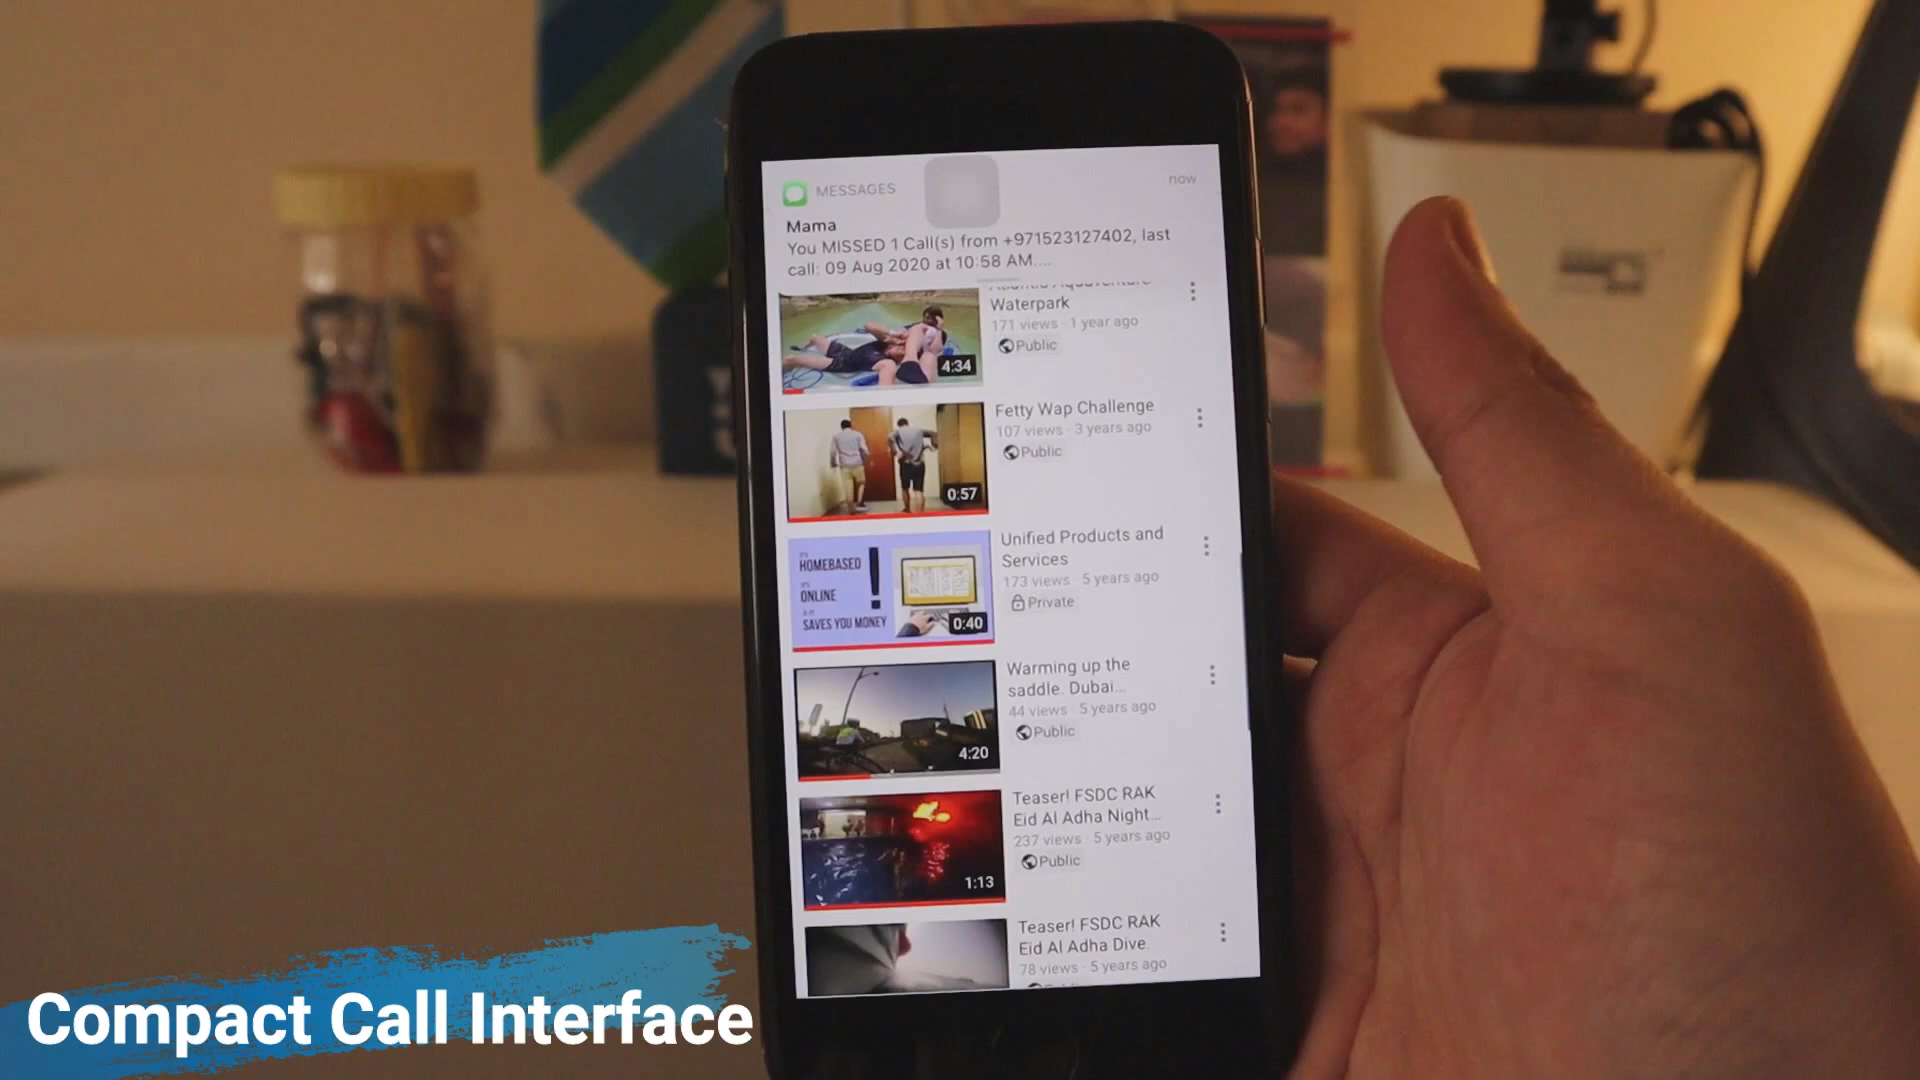 MESSAGES
now
Mama
You MISSED 1 Call(s) from +971523127402, last
call: 09 Aug 2020 at 10:58 AM....
Waterpark
171 views · 1 year ago
Public
4:34
Fetty Wap Challenge
107 views · 3 years ago
Public
0:57
Unified Products and
Services
173 views · 5 years ago
Private
IT'S
HOMEBASED
IT'S
ONLINE
SAVES YOU MONEY
!
0:40
Warming up the
saddle. Dubai...
44 views · 5 years ago
Public
4:20
Teaser! FSDC RAK
Eid Al Adha Night...
237 views · 5 years ago
Public
1:13
Teaser! FSDC RAK
Eid Al Adha Dive.
78 views · 5 years ago
Compact Call Interface